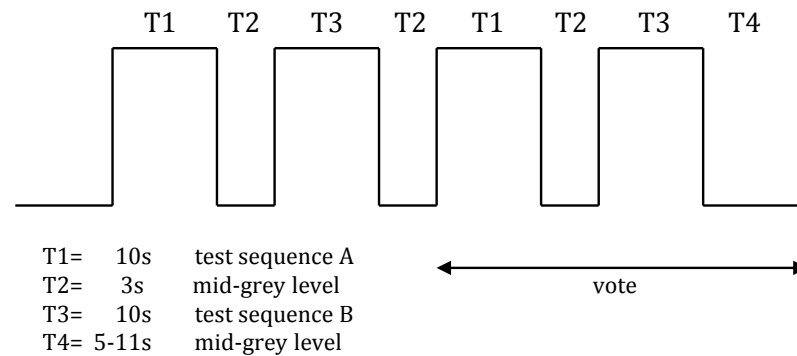 T1 T2 T3 T2 T1 T2 T3 T4
T1= 10s test sequence A
T2= 3s mid-grey level
T3= 10s test sequence B
T4= 5-11s mid-grey level
vote